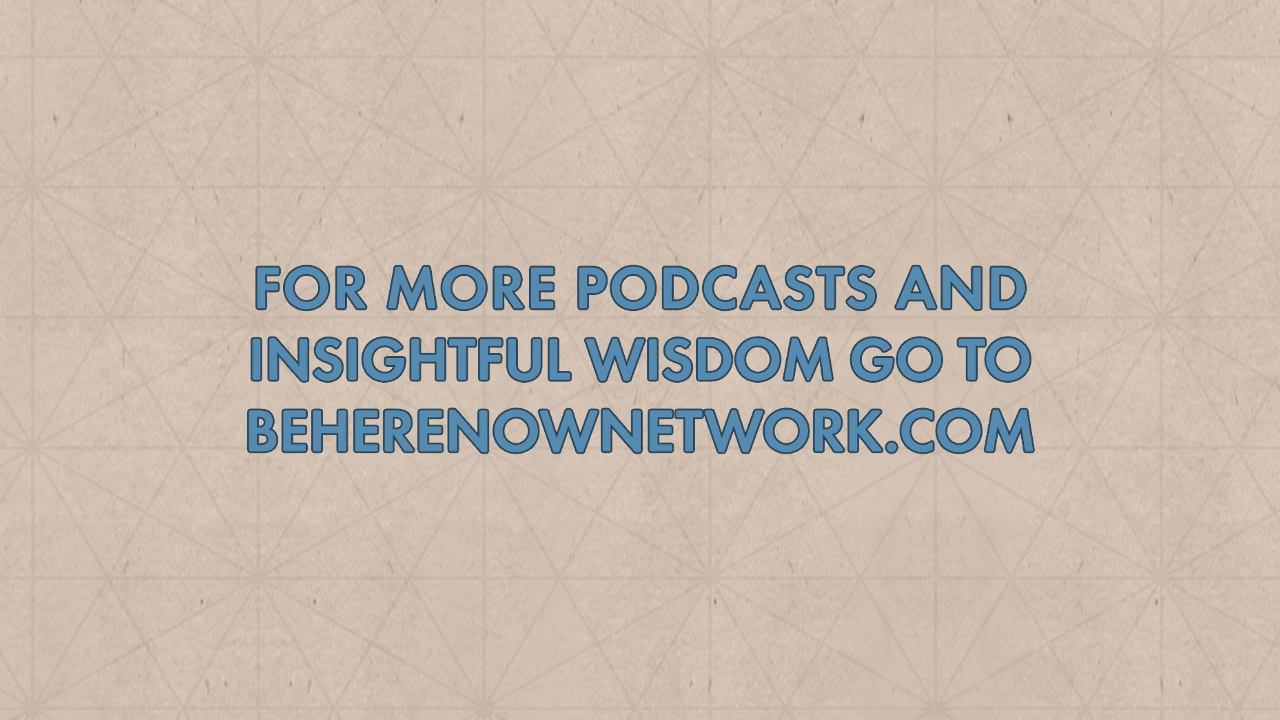 FOR MORE PODCASTS AND
INSIGHTFUL WISDOM GO TO
BEHERENOWNETWORK.COM